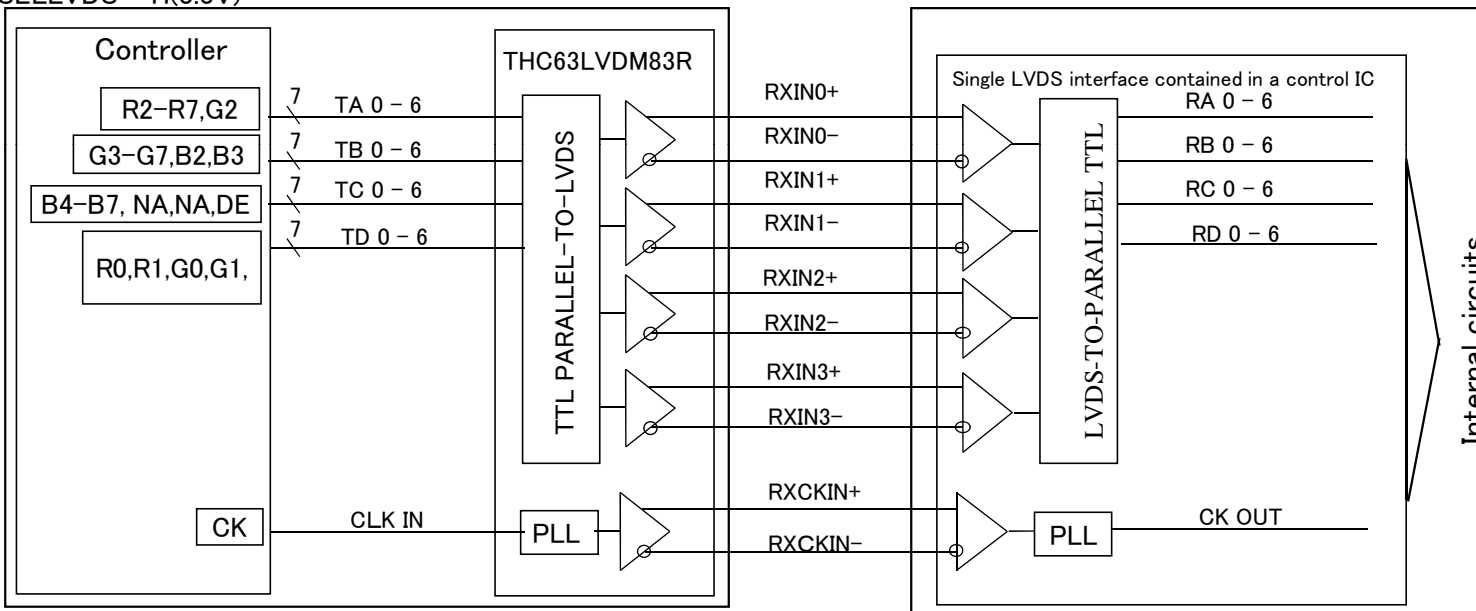 Controller
THC63LVDM83R
R2-R7,G2
7
TA 0 - 6
G3-G7,B2,B3
7
TB 0 - 6
B4-B7, NA,NA,DE
7
TC 0 - 6
R0,R1,G0,G1,
7
TD 0 - 6
CK
CLK IN
TTL PARALLEL-TO-LVDS
PLL
RXIN0+
RXIN0-
RXIN1+
RXIN1-
RXIN2+
RXIN2-
RXIN3+
RXIN3-
RXCKIN+
RXCKIN-
Single LVDS interface contained in a control IC
LVDS-TO-PARALLEL TTL
PLL
RA 0 - 6
RB 0 - 6
RC 0 - 6
RD 0 - 6
CK OUT
Internal circuits